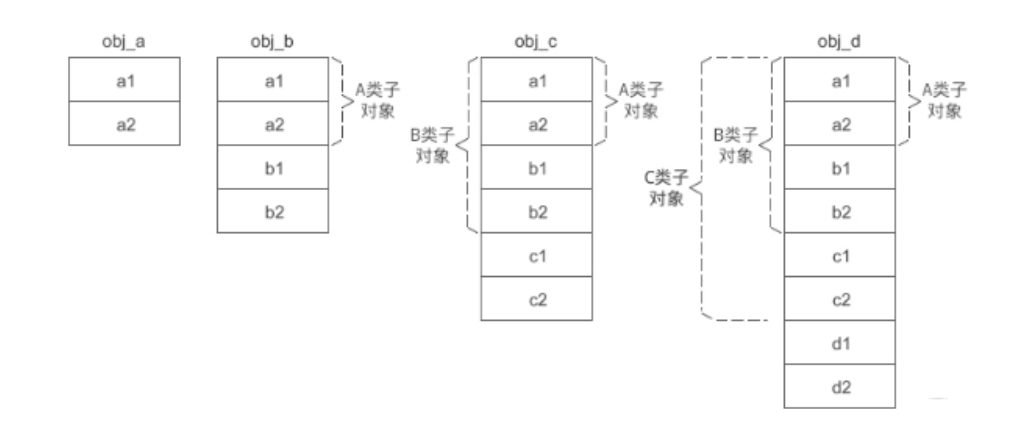 obj_a
a1
a2
obj_b
a1
a2
b1
b2
A类子
对象
obj_c
a1
a2
b1
b2
c1
c2
B类子
对象
A类子
对象
obj_d
a1
a2
b1
b2
c1
c2
d1
d2
C类子
对象
B类子
对象
A类子
对象